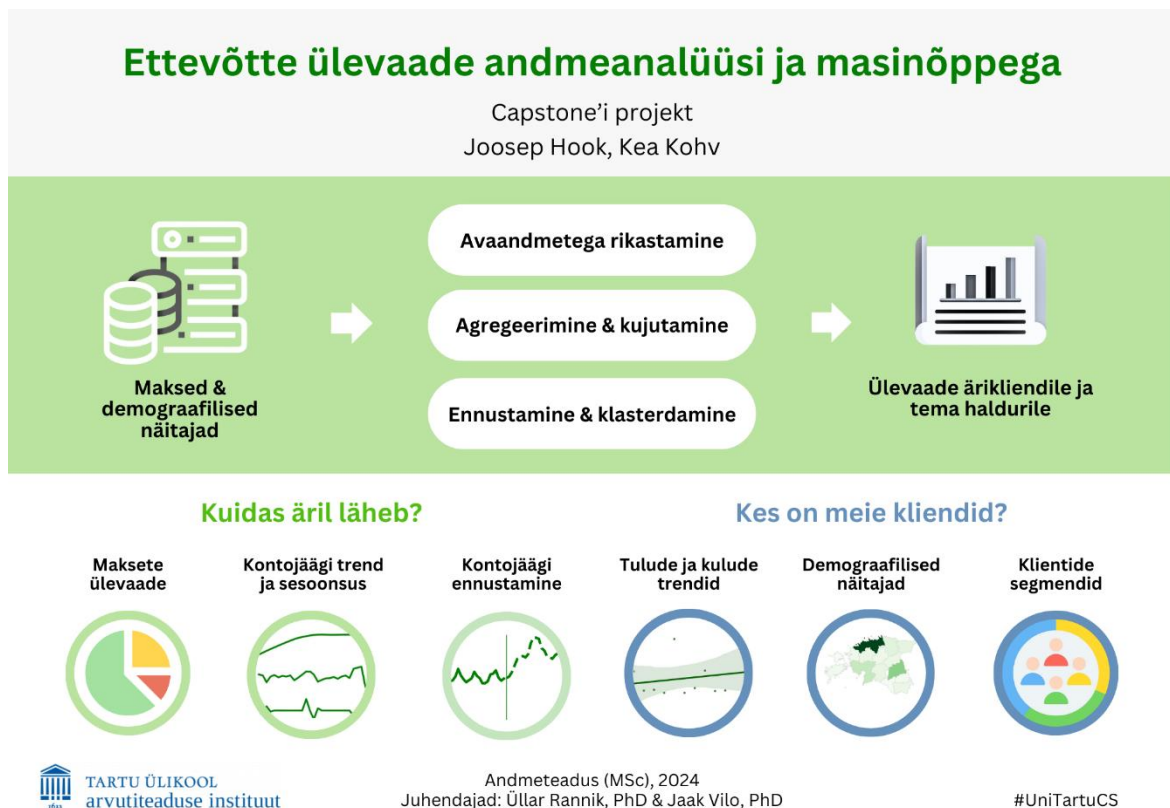 Ettevõtte ülevaade andmeanalüüsi ja masinõppega
Capstone’i projekt
Joosep Hook, Kea Kohv
Maksed &
demograafilised
näitajad
Avaandmetega rikastamine
Agregeerimine & kujutamine
Ennustamine & klasterdamine
Ülevaade ärikliendile ja
tema haldurile
Kuidas äril läheb?
Kes on meie kliendid?
Maksete
ülevaade
Kontojäägi trend
ja sesoonsus
Kontojäägi
ennustamine
Tulude ja kulude
trendid
Demograafilised
näitajad
Klientide
segmendid
1632
TARTU ÜLIKOOL
arvutiteaduse instituut
Andmeteadus (MSc), 2024
Juhendajad: Üllar Rannik, PhD & Jaak Vilo, PhD
#UniTartuCS